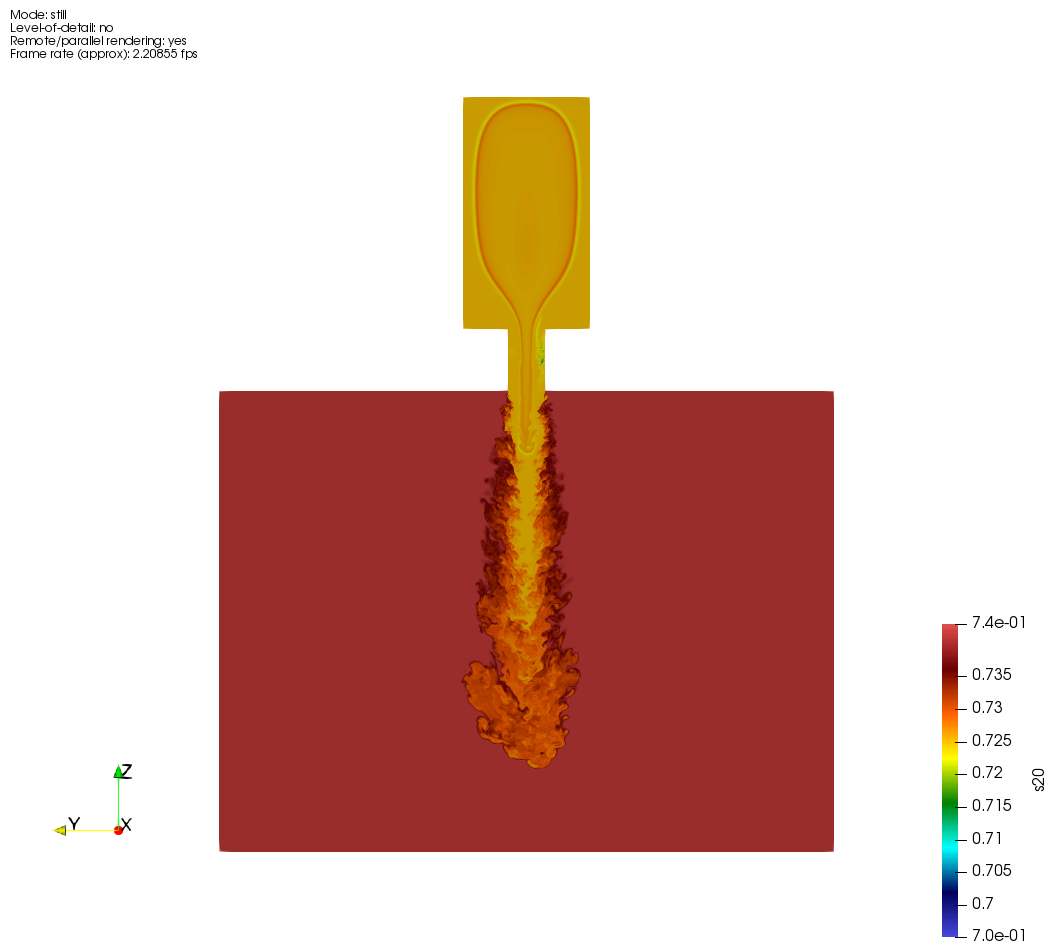 Mode: still
Level-of-detail: no
Remote/parallel rendering: yes
Frame rate (approx): 2.20855 fps
7.4e-01
0.735
0.73
0.725
0.72
0.715
0.71
0.705
0.7
7.0e-01
s20
Z
Y
X